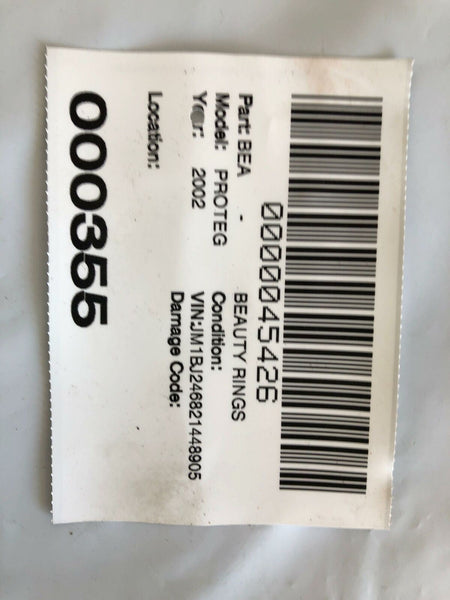 0000045426
Part: BEA - BEAUTY RINGS
Model: PROTEG Condition:
Year: 2002 VIN:JM1BJ246821448905
Damage Code:
Location:
000355